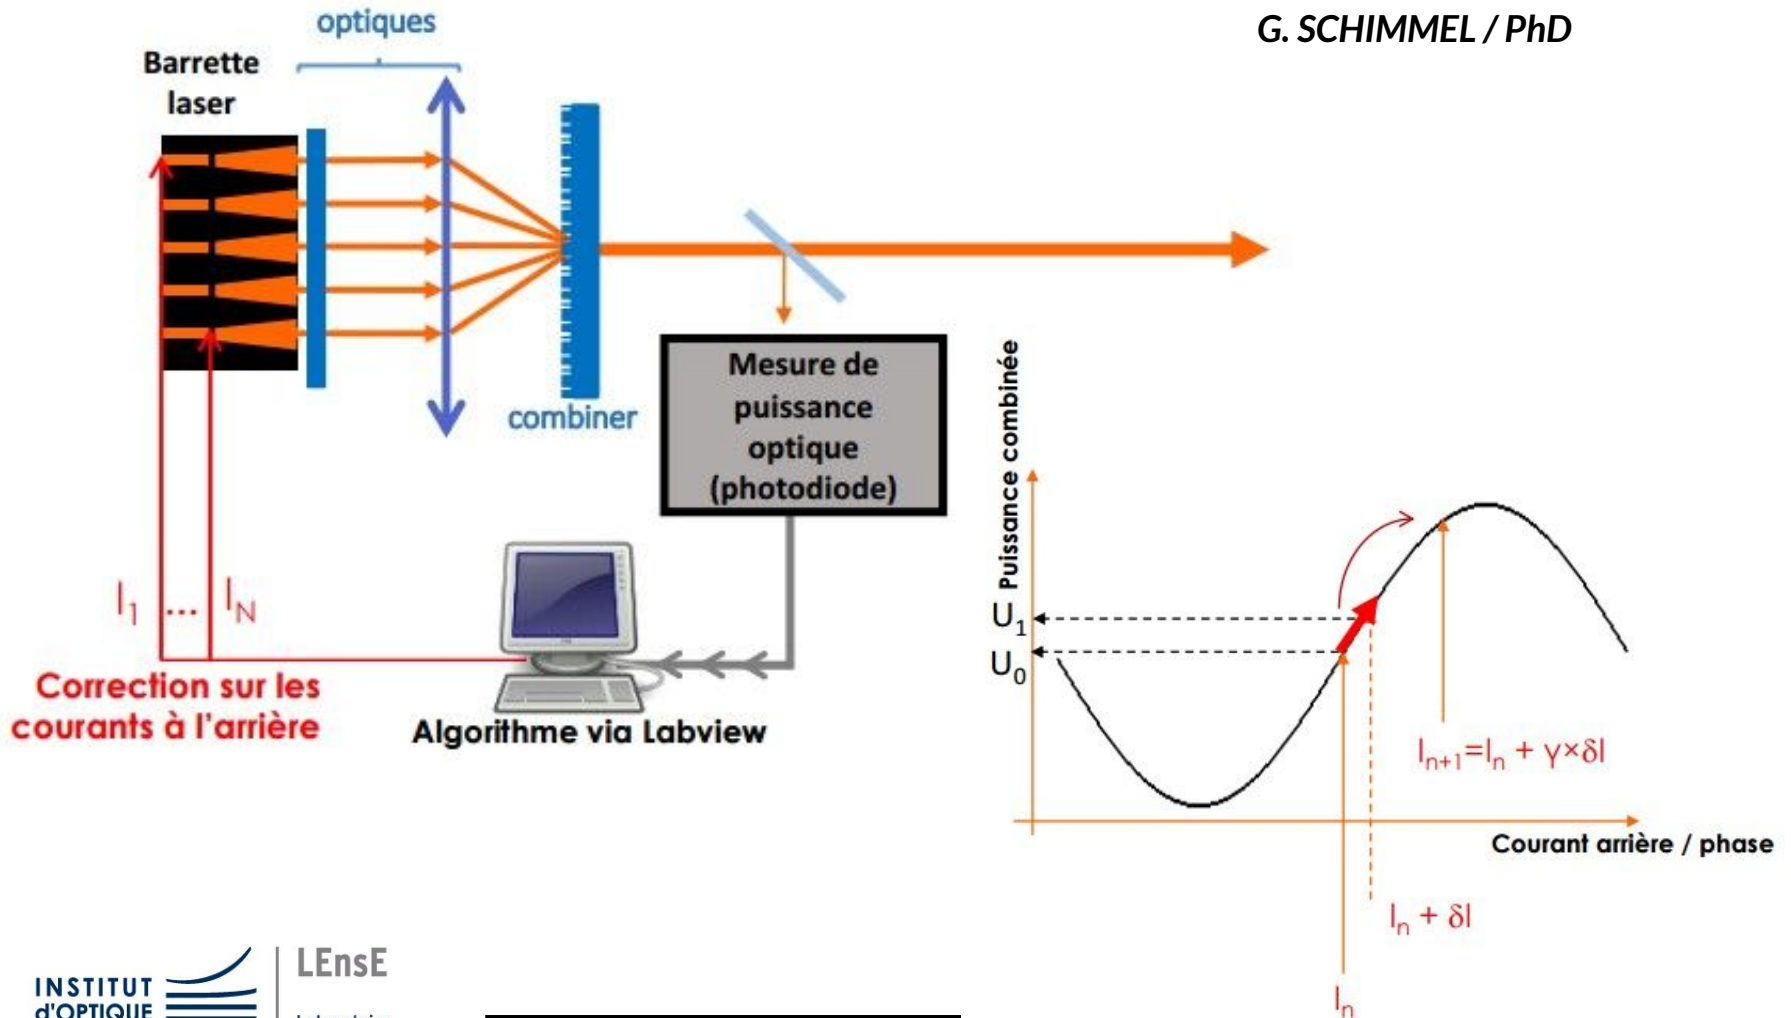 optiques
G. SCHIMMEL / PhD
Barrette
laser
combiner
Mesure de
puissance
optique
(photodiode)
Puissance combinée
U1
U0
I1 ... IN
Correction sur les
courants à l'arrière
Algorithme via Labview
In+1=In + γ×δI
Courant arrière / phase
In + δI
In
LEnsE
INSTITUT
d'OPTIQUE